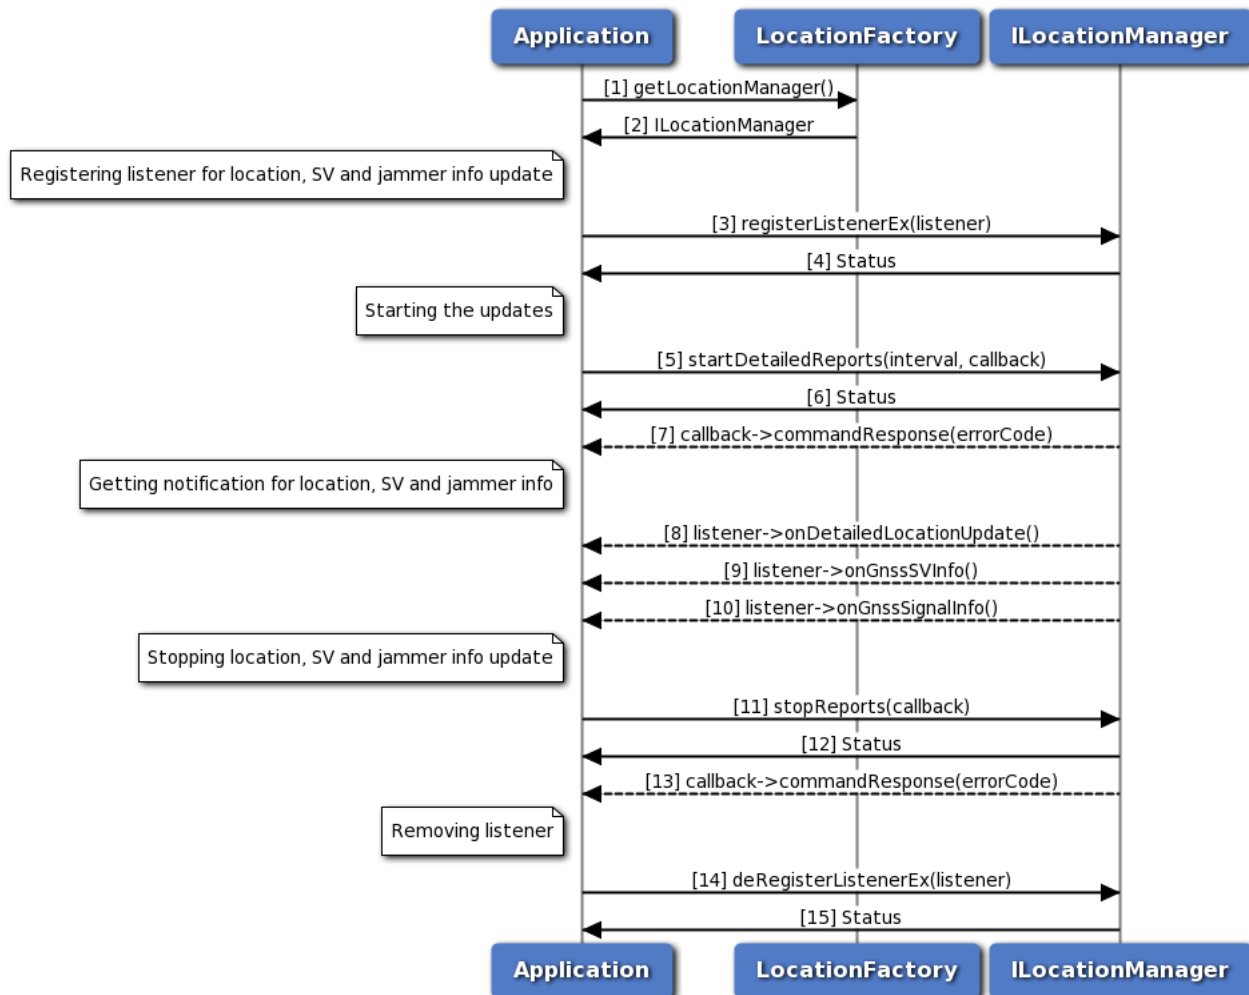 Application
LocationFactory
ILocationManager
[1] getLocationManager()
[2] ILocationManager
Registering listener for location, SV and jammer info update
[3] registerListenerEx(listener)
[4] Status
Starting the updates
[5] startDetailedReports(interval, callback)
[6] Status
[7] callback->commandResponse(errorCode)
Getting notification for location, SV and jammer info
[8] listener->onDetailedLocationUpdate()
[9] listener->onGnssSVInfo()
[10] listener->onGnssSignalInfo()
Stopping location, SV and jammer info update
[11] stopReports(callback)
[12] Status
[13] callback->commandResponse(errorCode)
Removing listener
[14] deRegisterListenerEx(listener)
[15] Status
Application
LocationFactory
ILocationManager